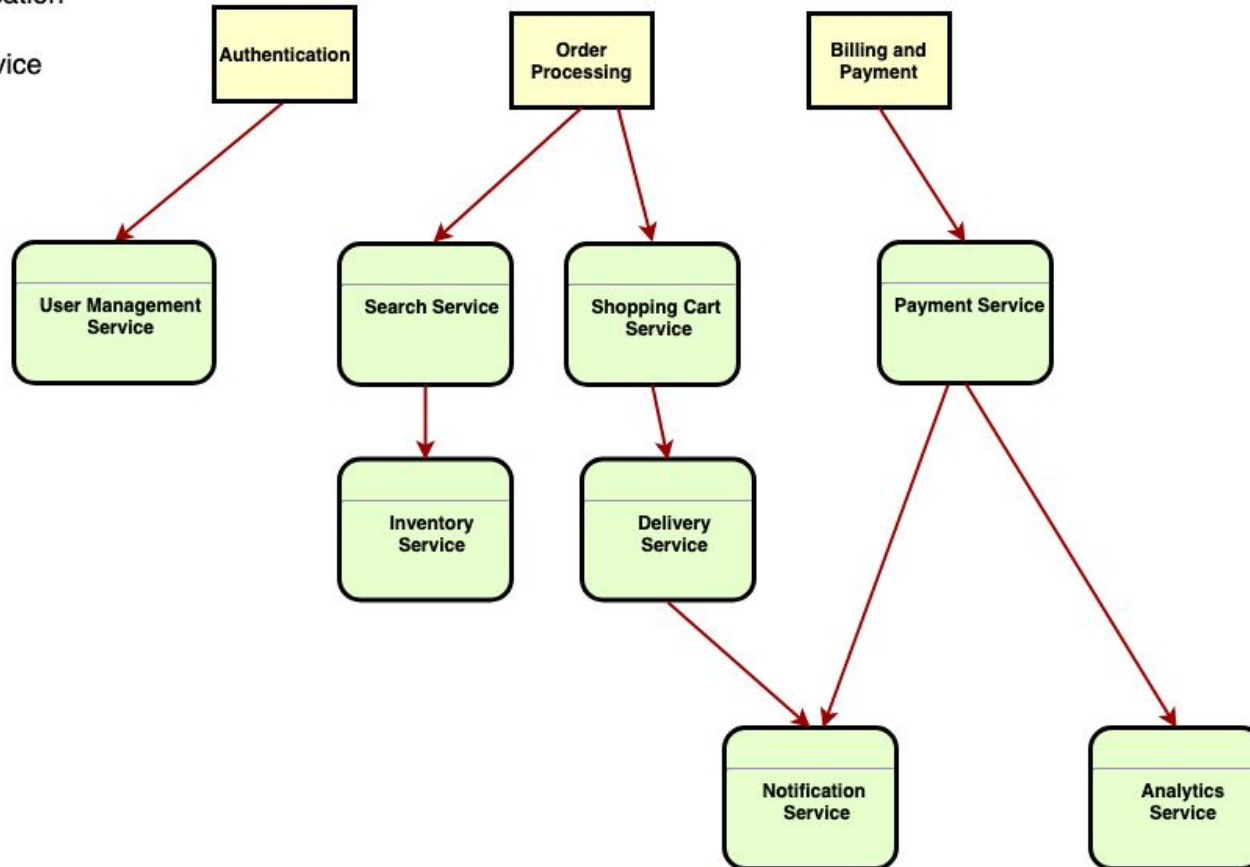 vice
Authentication
Order
Processing
Billing and
Payment
User Management
Service
Search Service
Shopping Cart
Service
Payment Service
Inventory
Service
Delivery
Service
Notification
Service
Analytics
Service